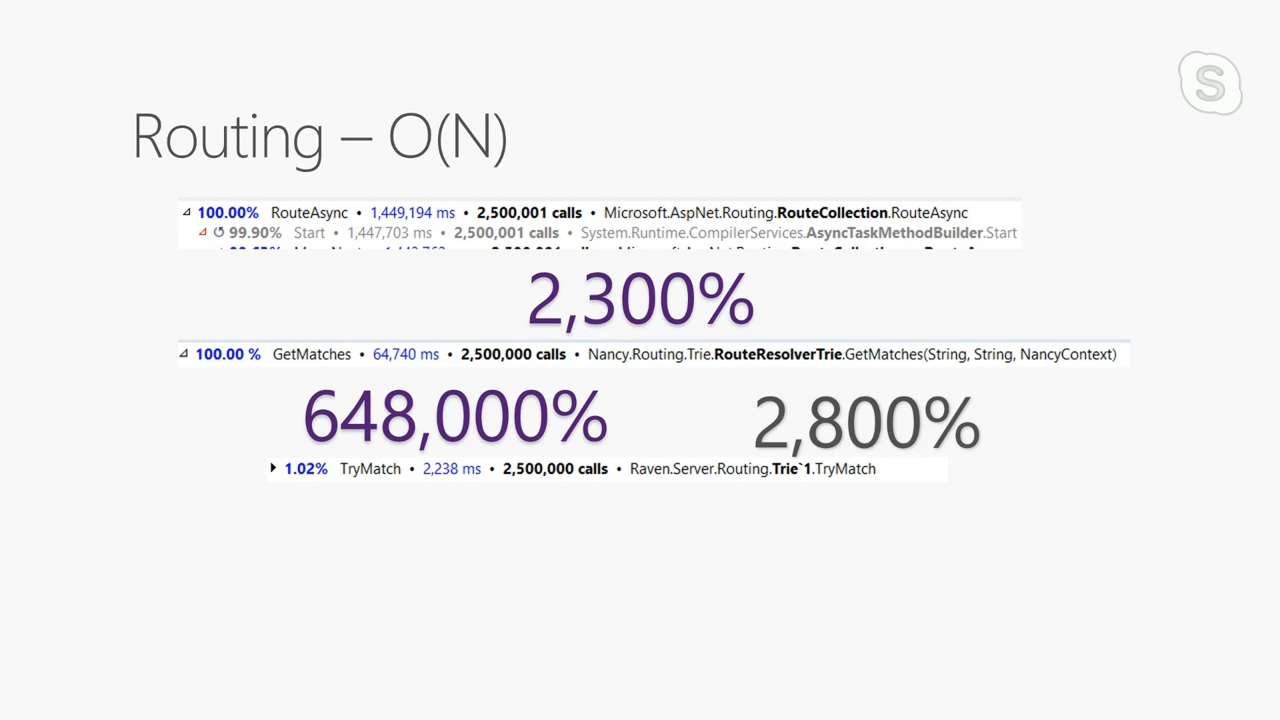 S
Routing – O(N)
100.00% RouteAsync • 1,449,194 ms • 2,500,001 calls • Microsoft.AspNet.Routing.RouteCollection.RouteAsync
99.90% Start • 1,447,703 ms • 2,500,001 calls • System.Runtime.CompilerServices.AsyncTaskMethodBuilder.Start
2,300%
100.00 % GetMatches • 64,740 ms • 2,500,000 calls • Nancy.Routing.Trie.RouteResolverTrie.GetMatches(String, String, NancyContext)
648,000% 2,800%
1.02% TryMatch • 2,238 ms • 2,500,000 calls • Raven.Server.Routing.Trie`1.TryMatch